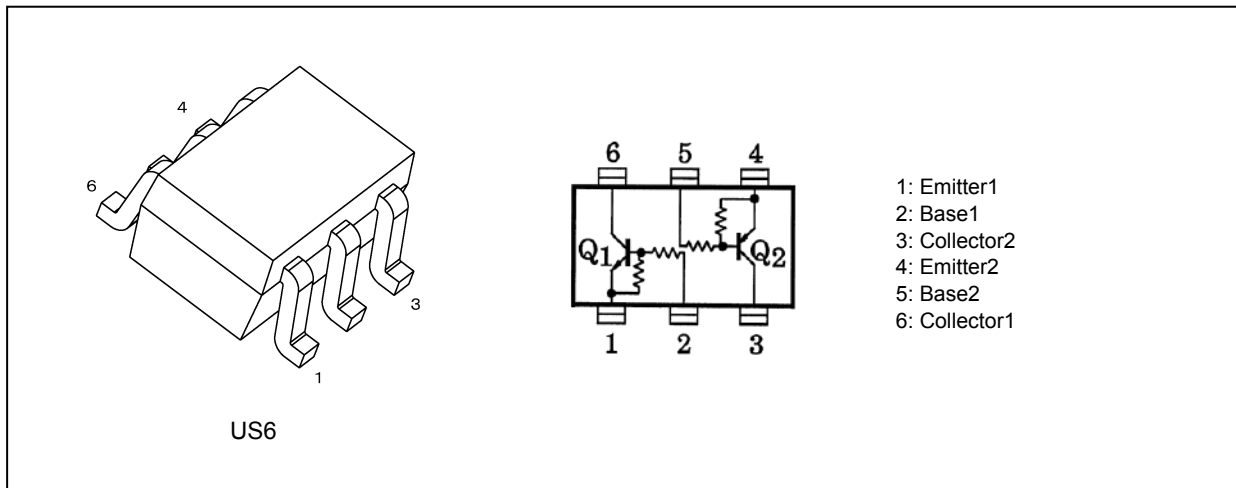 4
6
3
1
US6
6 5 4
Q1 Q2
1 2 3
1: Emitter1
2: Base1
3: Collector2
4: Emitter2
5: Base2
6: Collector1